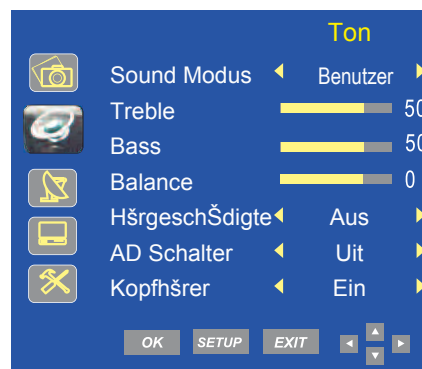 Ton
Sound Modus Benutzer
Treble 50
Bass 50
Balance 0
HšrgeschŠdigte Aus
AD Schalter Uit
Kopfhšrer Ein
OK SETUP EXIT